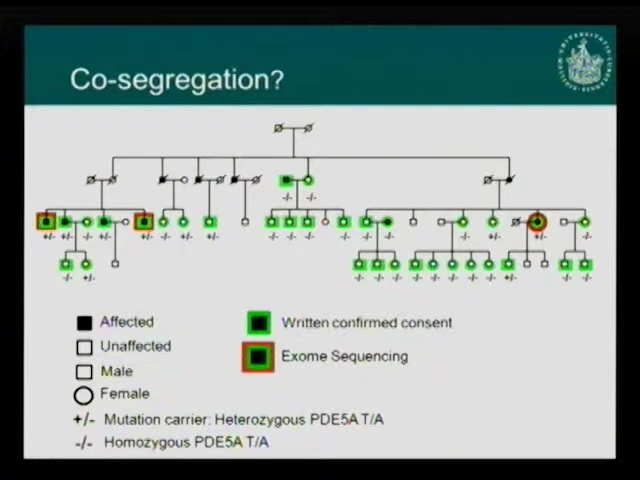 Co-segregation?
-/- -/-
+/- +/- -/- +/- +/- -/- +/- +/- -/- -/- -/- -/- -/- -/- -/- +/- +/- -/-
-/- +/- -/- -/- -/- -/- -/- -/- -/- -/- +/- -/- -/-
Affected
Written confirmed consent
Unaffected
Exome Sequencing
Male
Female
+/- Mutation carrier: Heterozygous PDE5A T/A
-/- Homozygous PDE5A T/A